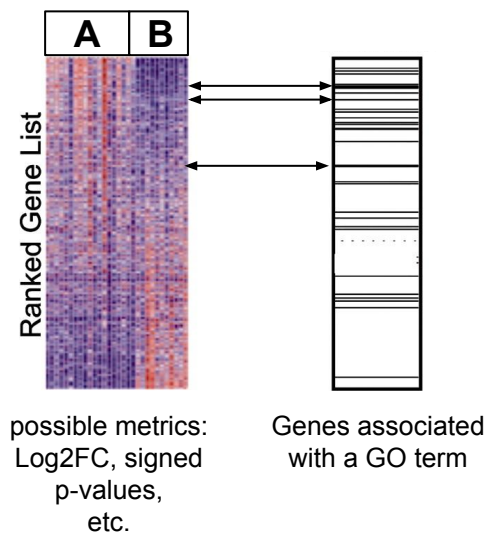 A B
Ranked Gene List
possible metrics:
Log2FC, signed
p-values,
etc.
Genes associated
with a GO term